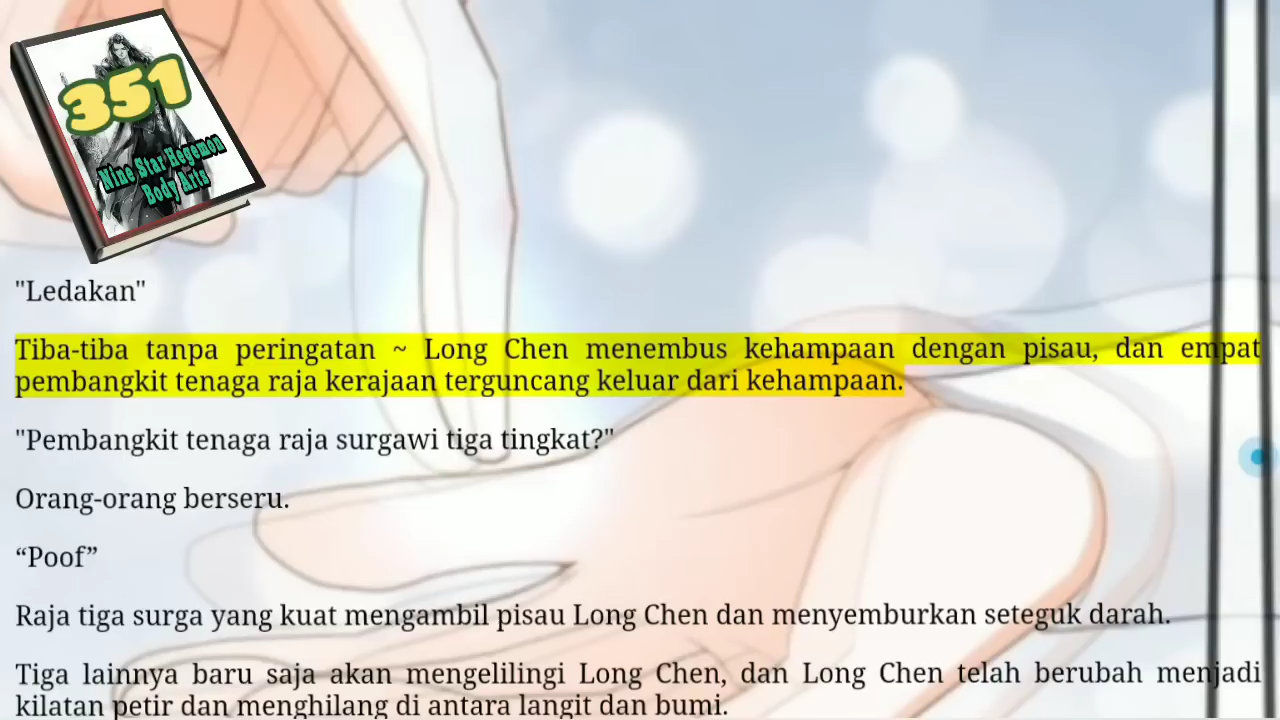 351
Nine Star Hegemon
Body Arts
"Ledakan"
Tiba-tiba tanpa peringatan ~ Long Chen menembus kehampaan dengan pisau, dan empat
pembangkit tenaga raja kerajaan terguncang keluar dari kehampaan.
"Pembangkit tenaga raja surgawi tiga tingkat?"
Orang-orang berseru.
“Poof”
Raja tiga surga yang kuat mengambil pisau Long Chen dan menyemburkan seteguk darah.
Tiga lainnya baru saja akan mengelilingi Long Chen, dan Long Chen telah berubah menjadi
kilatan petir dan menghilang di antara langit dan bumi.